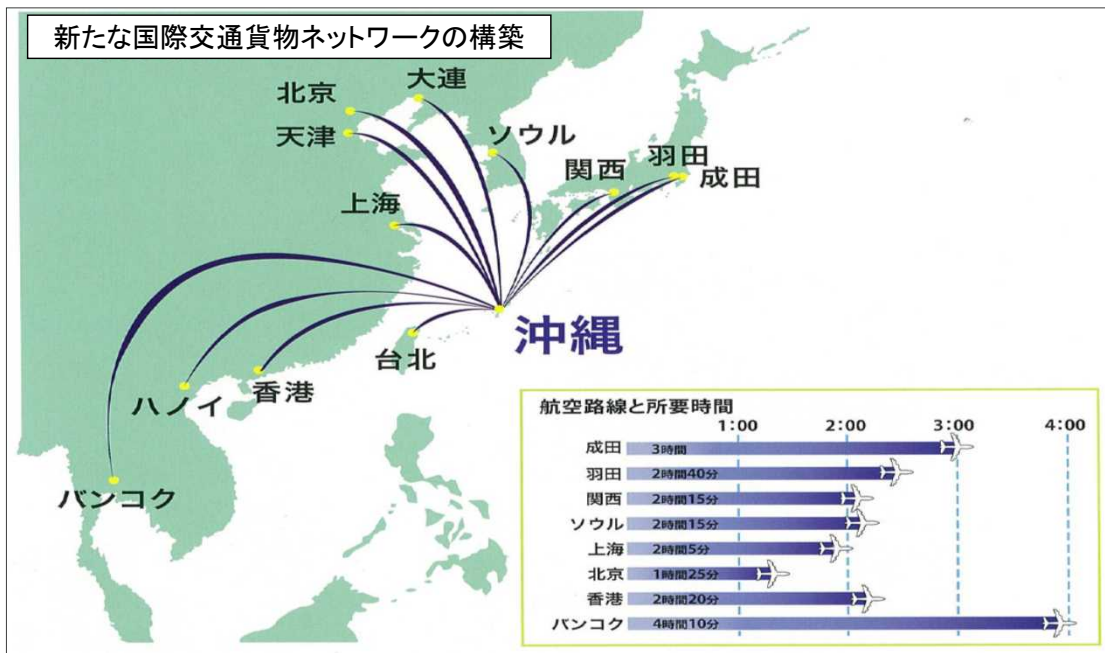 新たな国際交通貨物ネットワークの構築
大連
北京
天津
ソウル
羽田
関西
成田
上海
沖縄
台北
香港
ハノイ
バンコク
航空路線と所要時間
1:00 2:00 3:00 4:00
成田 3時間
羽田 2時間40分
関西 2時間15分
ソウル 2時間15分
上海 2時間5分
北京 1時間25分
香港 2時間20分
バンコク 4時間10分